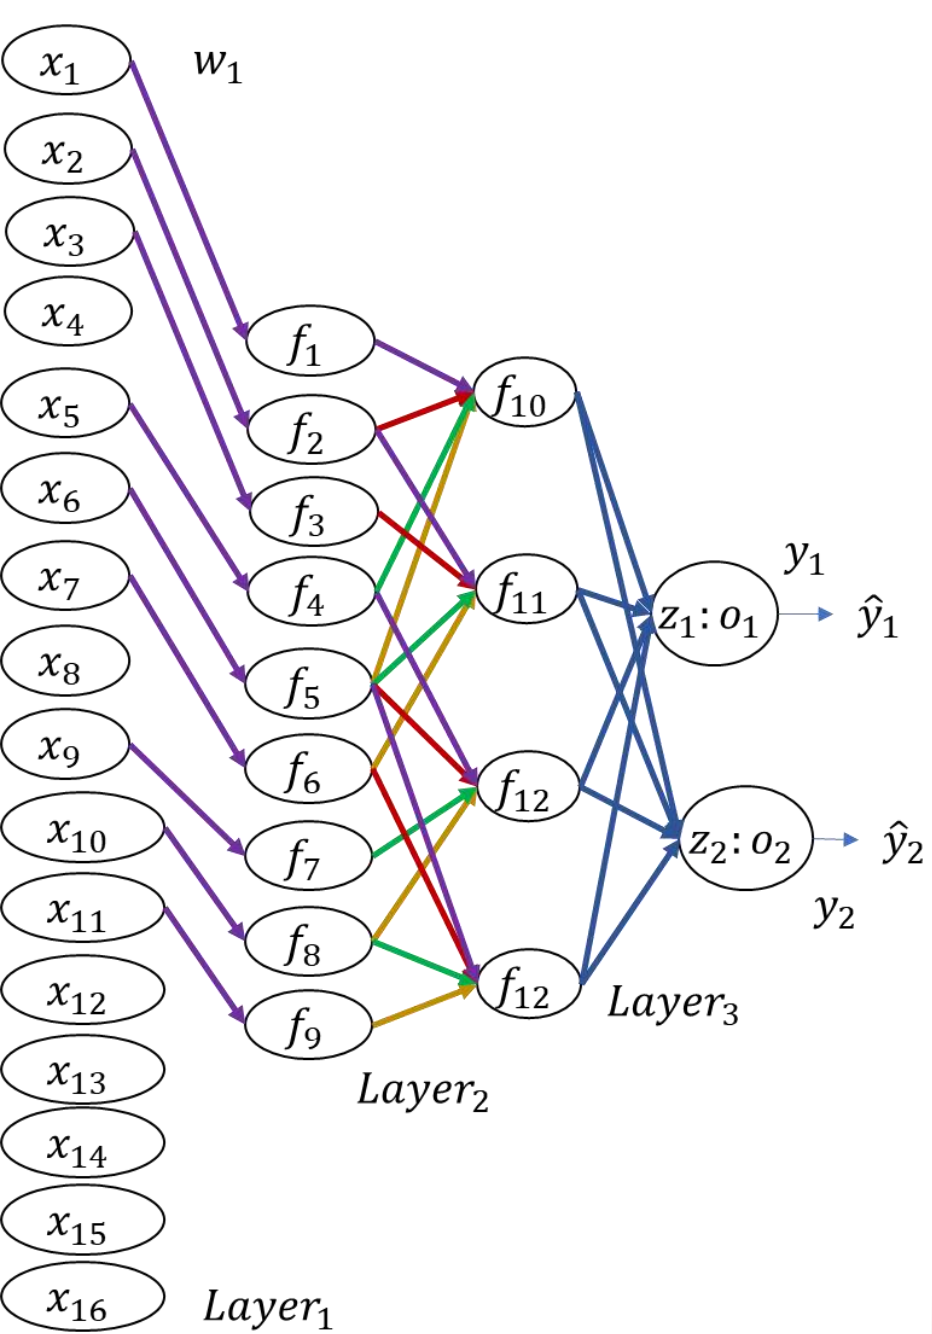 x₁
w₁
x₂
x₃
x₄
x₅
x₆
x₇
x₈
x₉
x₁₀
x₁₁
x₁₂
x₁₃
x₁₄
x₁₅
x₁₆
Layer₁
f₁
f₂
f₃
f₄
f₅
f₆
f₇
f₈
f₉
Layer₂
f₁₀
f₁₁
f₁₂
f₁₂
Layer₃
z₁: o₁
y₁
ŷ₁
z₂: o₂
ŷ₂
y₂